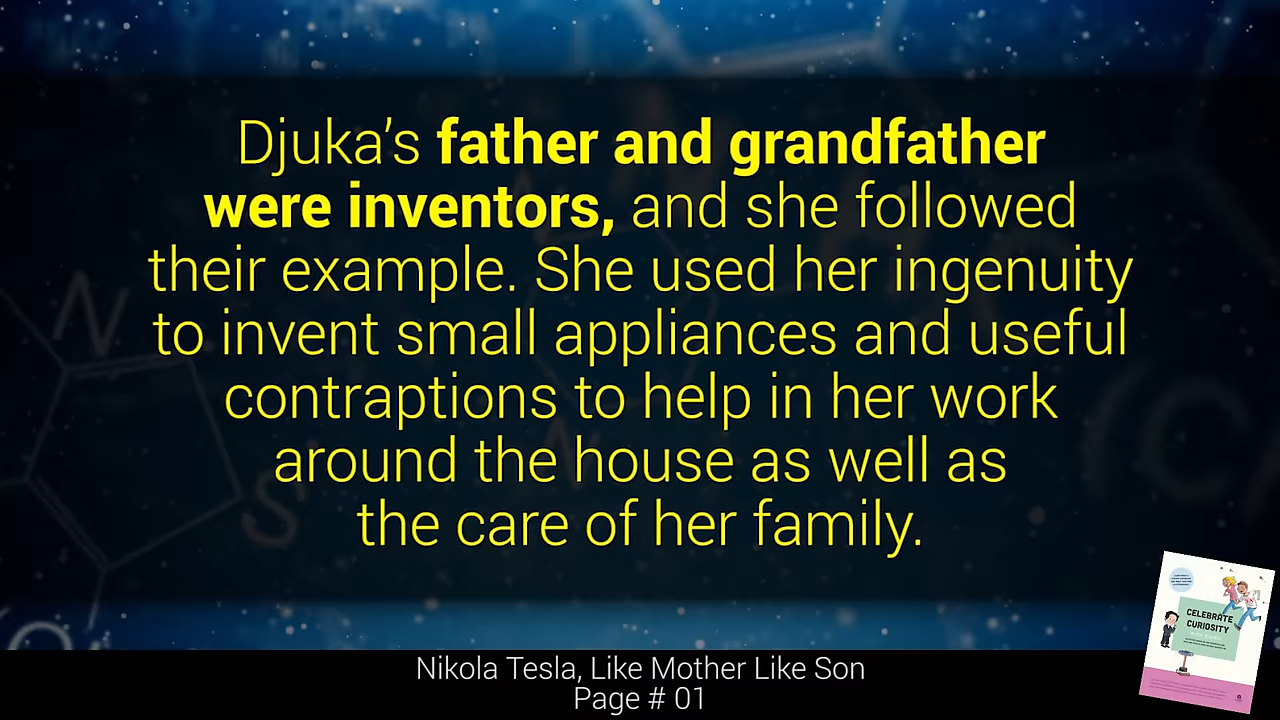 Djuka’s father and grandfather
were inventors, and she followed
their example. She used her ingenuity
to invent small appliances and useful
contraptions to help in her work
around the house as well as
the care of her family.
N
S
(C)
O
CELEBRATE
CURIOSITY
Nikola Tesla, Like Mother Like Son
Page # 01